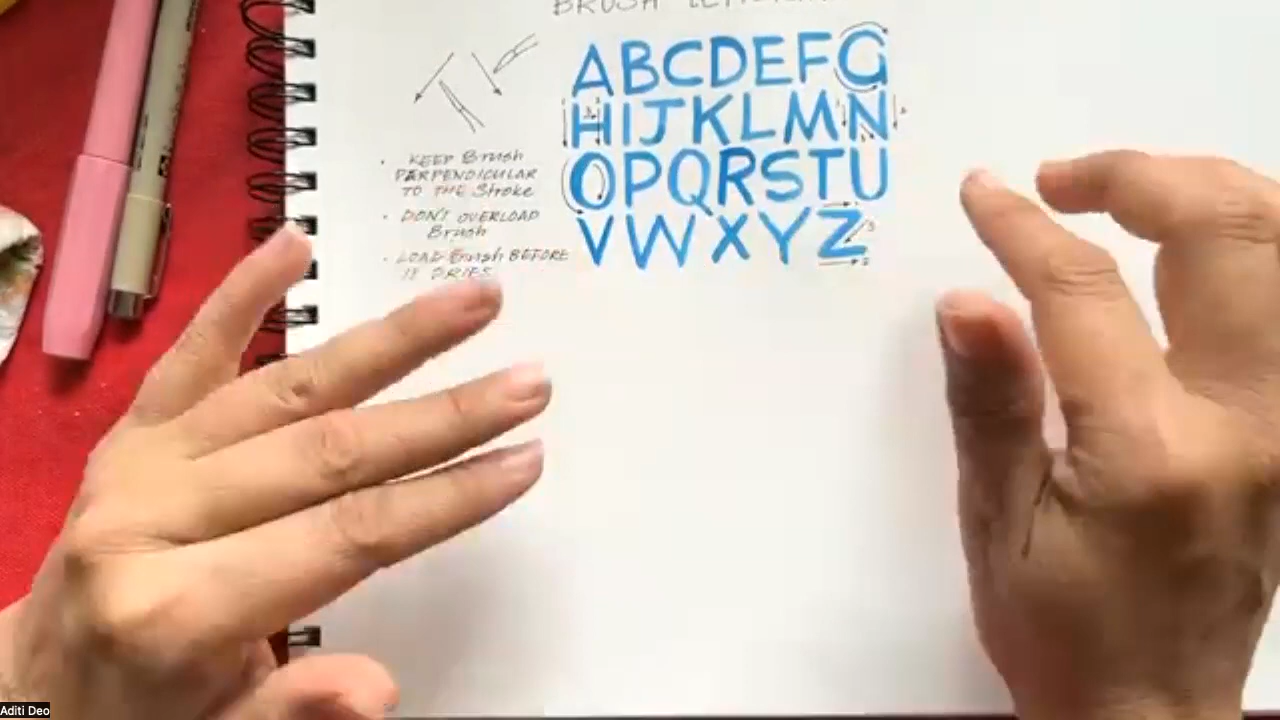 BRUSH
ABCDEFG
HIJKLMN
OPQRSTU
VWXYZ
• KEEP Brush
PERPENDICULAR
TO THE Stroke
• DON'T OVERLOAD
Brush
• LOAD Brush BEFORE
IT DRIES
Aditi Deo